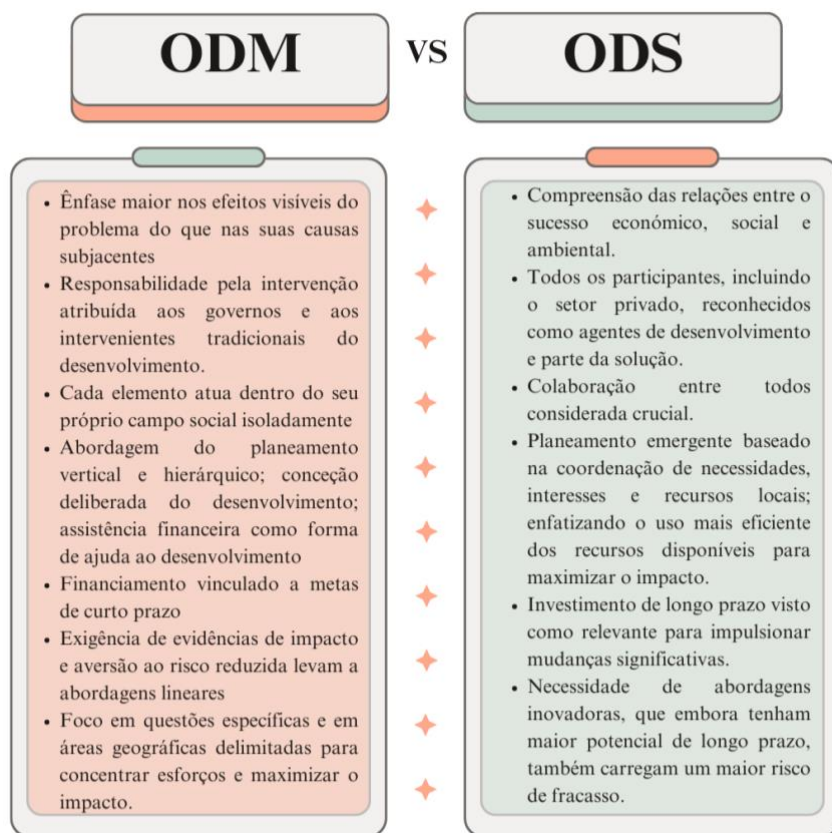 ODM
VS
ODS
• Ênfase maior nos efeitos visíveis do
problema do que nas suas causas
subjacentes
• Responsabilidade pela intervenção
atribuída aos governos e aos
intervenientes tradicionais do
desenvolvimento.
• Cada elemento atua dentro do seu
próprio campo social isoladamente
• Abordagem do planeamento
vertical e hierárquico; conceção
deliberada do desenvolvimento;
assistência financeira como forma
de ajuda ao desenvolvimento
• Financiamento vinculado a metas
de curto prazo
• Exigência de evidências de impacto
e aversão ao risco reduzida levam a
abordagens lineares
• Foco em questões específicas e em
áreas geográficas delimitadas para
concentrar esforços e maximizar o
impacto.
• Compreensão das relações entre o
sucesso económico, social e
ambiental.
• Todos os participantes, incluindo
o setor privado, reconhecidos
como agentes de desenvolvimento
e parte da solução.
• Colaboração entre todos
considerada crucial.
• Planeamento emergente baseado
na coordenação de necessidades,
interesses e recursos locais;
enfatizando o uso mais eficiente
dos recursos disponíveis para
maximizar o impacto.
• Investimento de longo prazo visto
como relevante para impulsionar
mudanças significativas.
• Necessidade de abordagens
inovadoras, que embora tenham
maior potencial de longo prazo,
também carregam um maior risco
de fracasso.